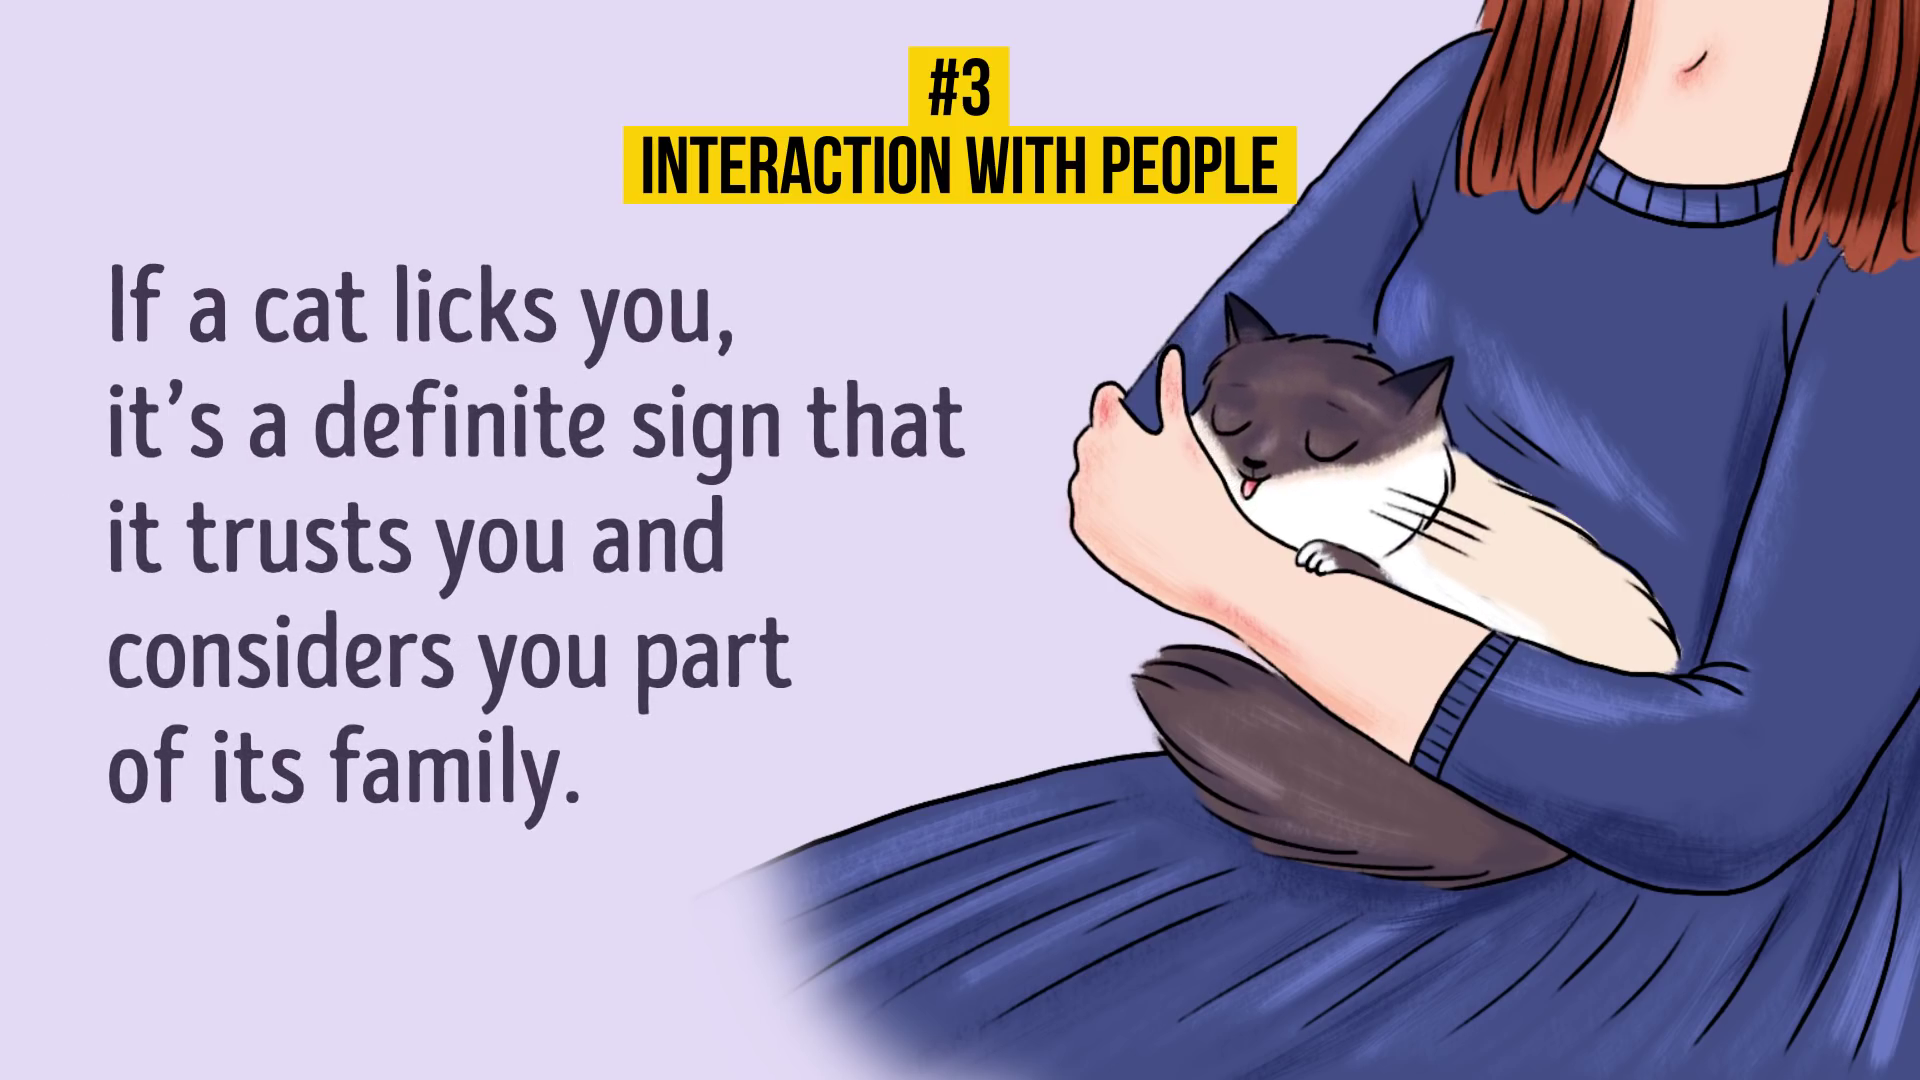 #3
INTERACTION WITH PEOPLE
If a cat licks you,
it’s a definite sign that
it trusts you and
considers you part
of its family.